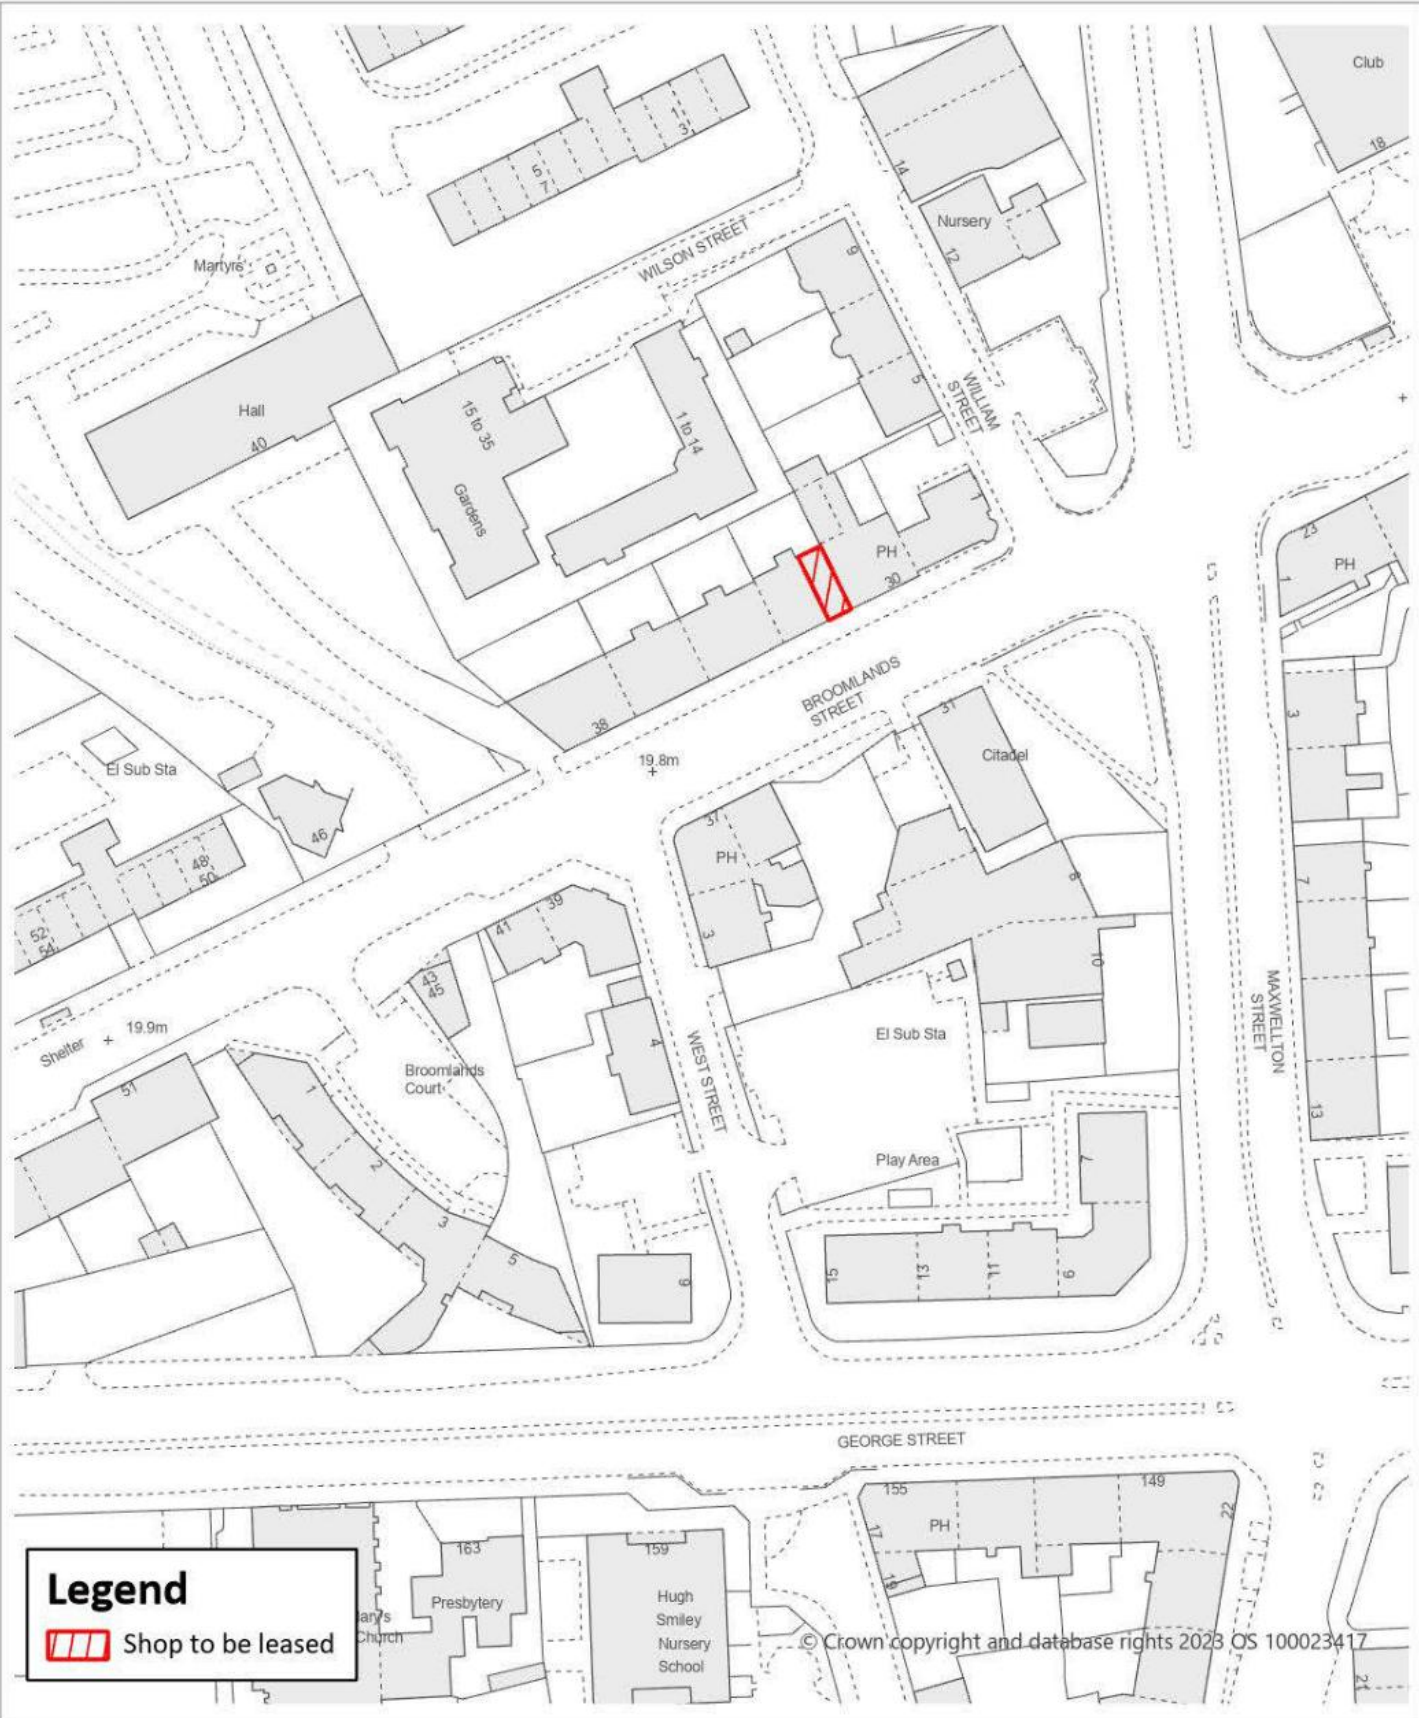 Club
18
1
3
5
7
14
Nursery
12
WILSON STREET
9
Martyrs'
5
WILLIAM
STREET
Hall
40
15 to 35
1 to 14
Gardens
1
PH
30
23
PH
1
BROOMLANDS
STREET
31
38
19.8m
Citadel
3
El Sub Sta
46
37
PH
48
50
8
7
52
54
41
39
3
43
45
10
19.9m
Shelter
El Sub Sta
MAXWELLTON
STREET
4
WEST STREET
Broomlands
Court
51
1
13
2
Play Area
7
3
5
9
15
13
11
9
GEORGE STREET
155
149
22
17
PH
19
163
159
Presbytery
Hugh
Smiley
Nursery
School
ary's
Church
21
Legend
Shop to be leased
© Crown copyright and database rights 2023 OS 100023417